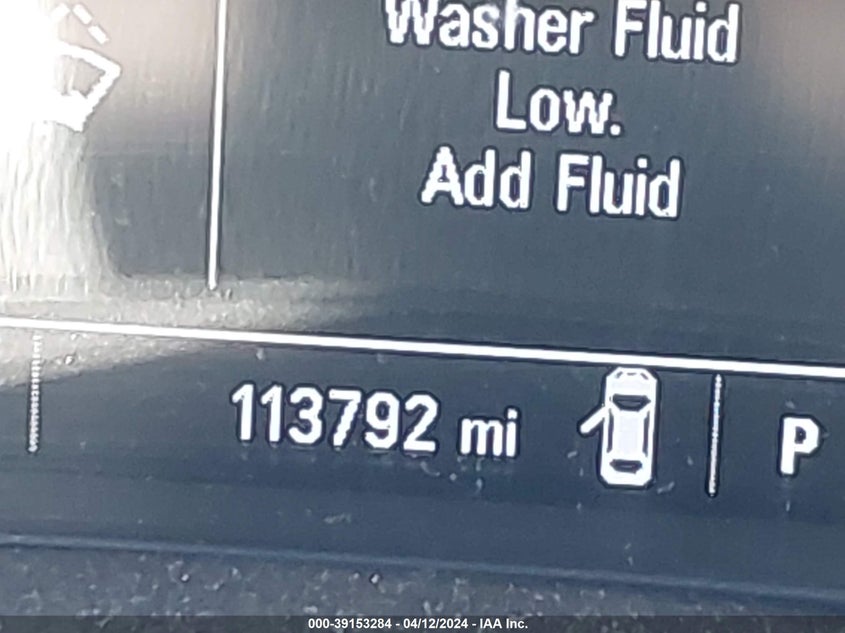 Washer Fluid
Low.
Add Fluid
113792 mi P
000-39153284 - 04/12/2024 - IAA Inc.